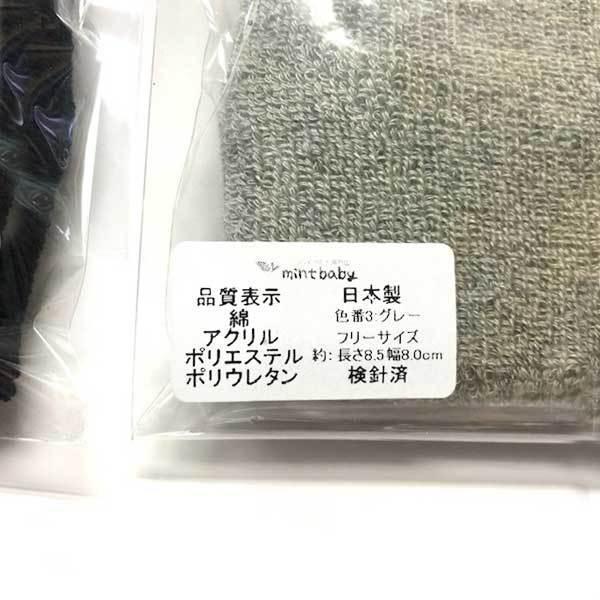 mintbaby
品質表示 日本製
綿 色番3:グレー
アクリル フリーサイズ
ポリエステル 約:長さ8.5幅8.0cm
ポリウレタン 検針済